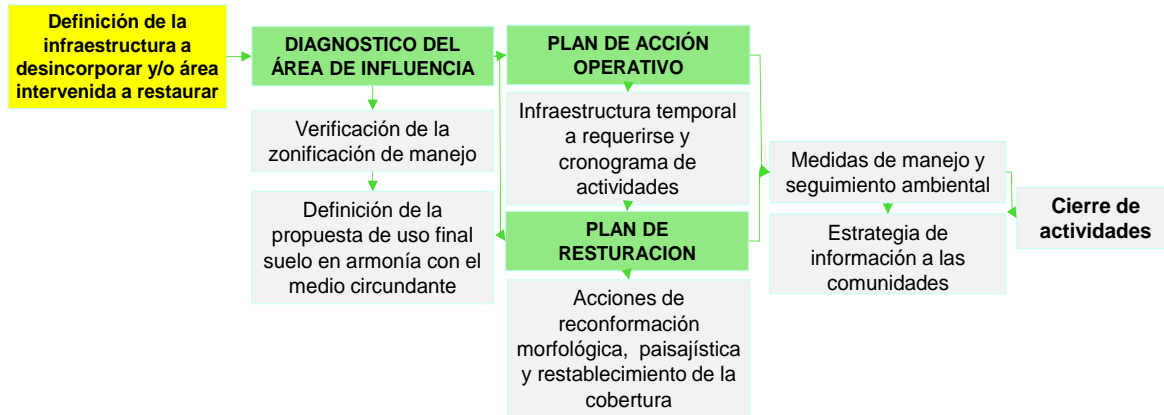 Definición de la
infraestructura a
desincorporar y/o área
intervenida a restaurar
DIAGNOSTICO DEL
ÁREA DE INFLUENCIA
Verificación de la
zonificación de manejo
Definición de la
propuesta de uso final
suelo en armonía con el
medio circundante
PLAN DE ACCIÓN
OPERATIVO
Infraestructura temporal
a requerirse y
cronograma de
actividades
PLAN DE
RESTURACION
Acciones de
reconformación
morfológica, paisajística
y restablecimiento de la
cobertura
Medidas de manejo y
seguimiento ambiental
Estrategia de
información a las
comunidades
Cierre de
actividades